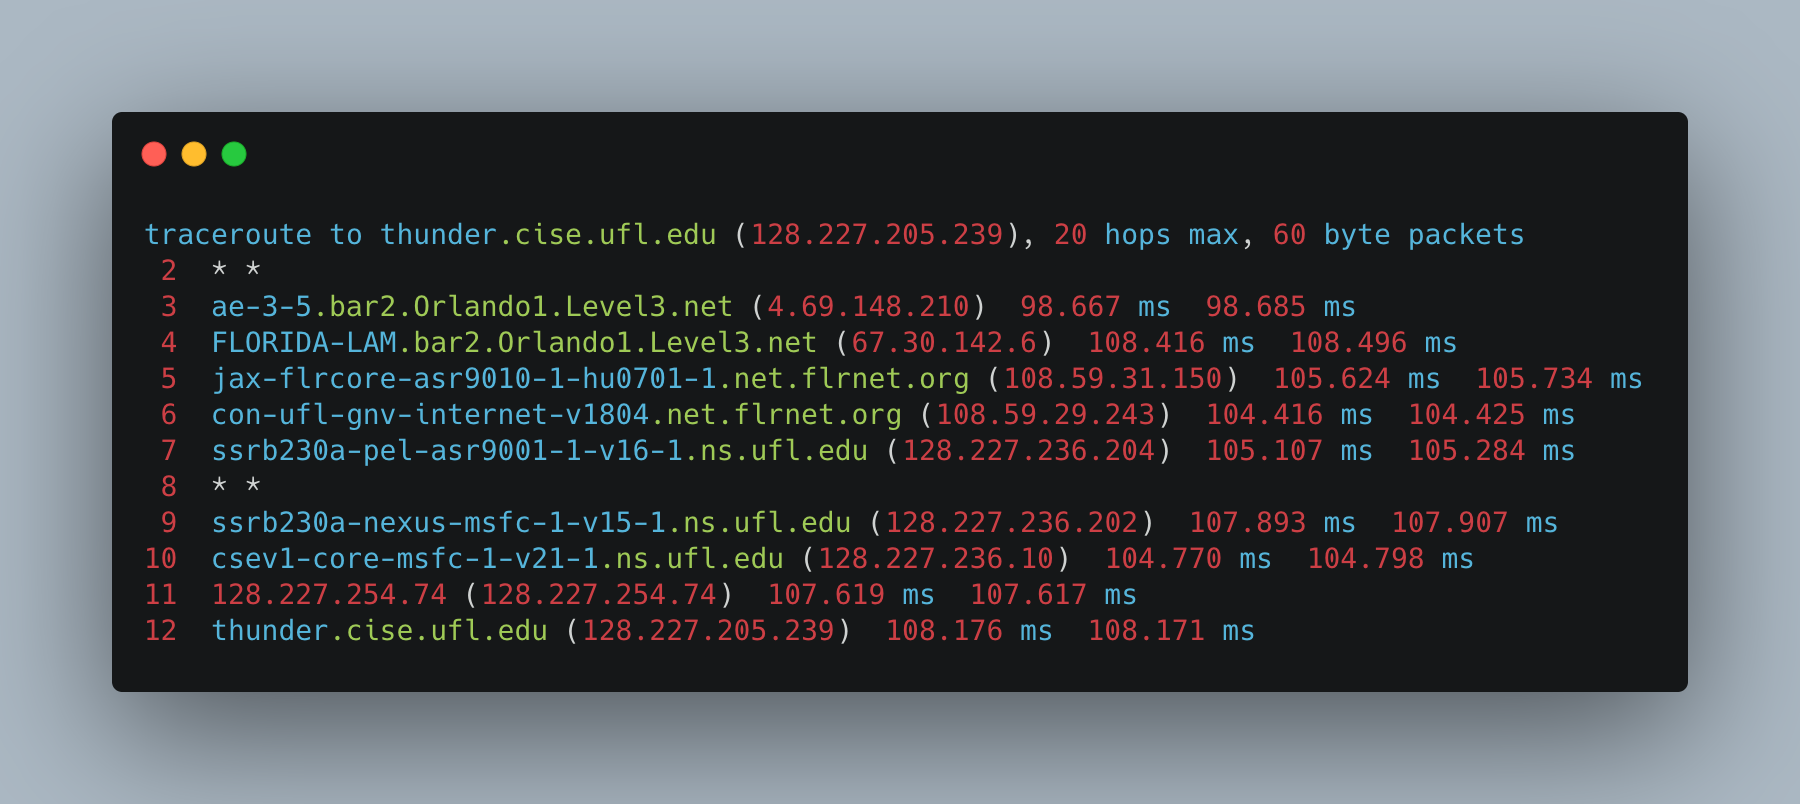 traceroute to thunder.cise.ufl.edu (128.227.205.239), 20 hops max, 60 byte packets
 2  * *
 3  ae-3-5.bar2.Orlando1.Level3.net (4.69.148.210)  98.667 ms  98.685 ms
 4  FLORIDA-LAM.bar2.Orlando1.Level3.net (67.30.142.6)  108.416 ms  108.496 ms
 5  jax-flrcore-asr9010-1-hu0701-1.net.flrnet.org (108.59.31.150)  105.624 ms  105.734 ms
 6  con-ufl-gnv-internet-v1804.net.flrnet.org (108.59.29.243)  104.416 ms  104.425 ms
 7  ssrb230a-pel-asr9001-1-v16-1.ns.ufl.edu (128.227.236.204)  105.107 ms  105.284 ms
 8  * *
 9  ssrb230a-nexus-msfc-1-v15-1.ns.ufl.edu (128.227.236.202)  107.893 ms  107.907 ms
10  csev1-core-msfc-1-v21-1.ns.ufl.edu (128.227.236.10)  104.770 ms  104.798 ms
11  128.227.254.74 (128.227.254.74)  107.619 ms  107.617 ms
12  thunder.cise.ufl.edu (128.227.205.239)  108.176 ms  108.171 ms